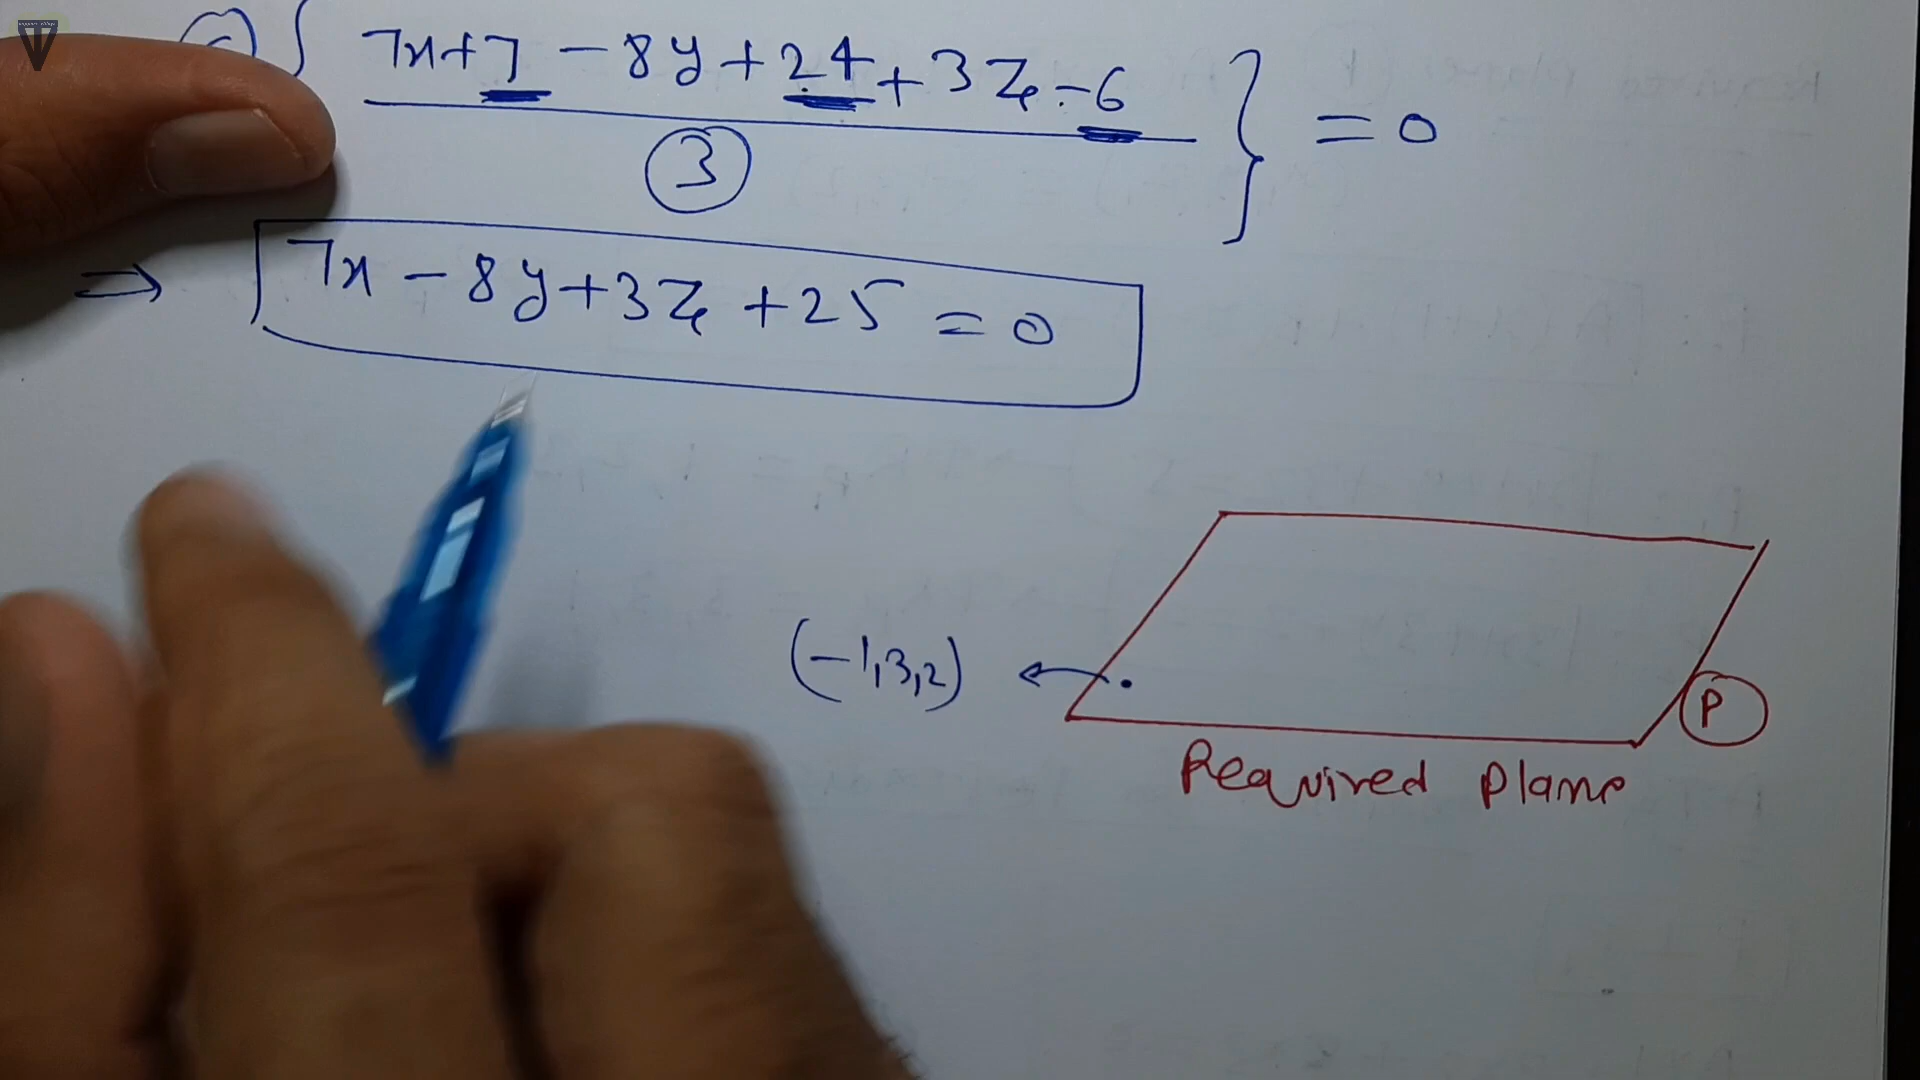 7x+7 - 8y+24+3z-6 } = 0
3
⇒ 7x - 8y+3z+25 = 0
(-1,3,2)
P
Required Plane